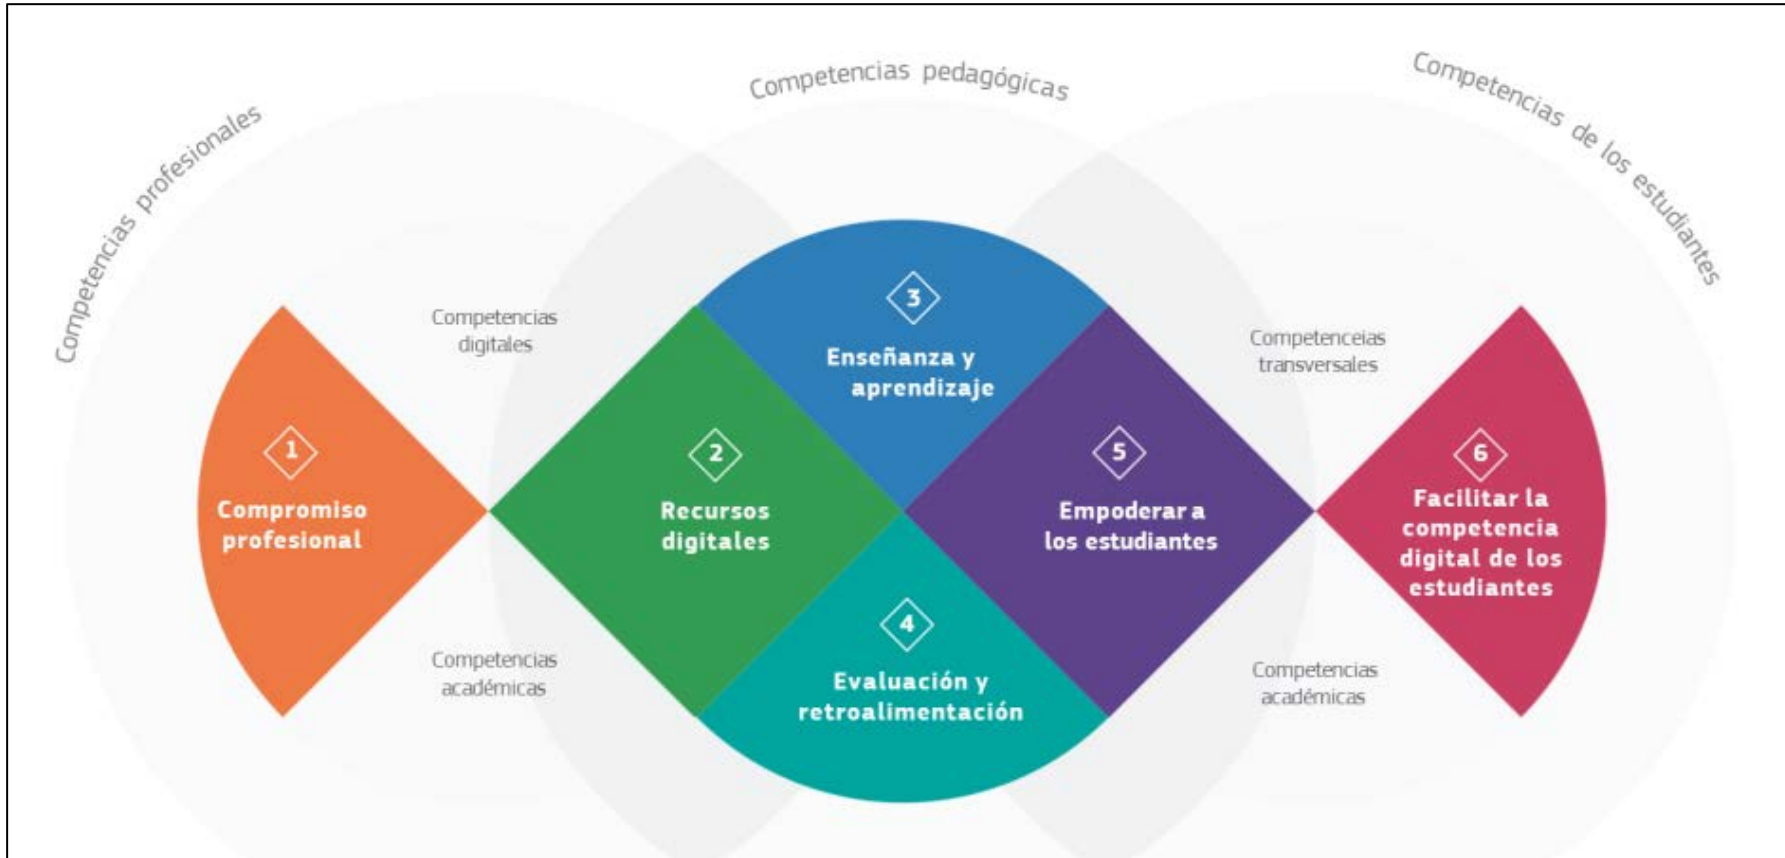 Competencias profesionales
Competencias pedagógicas
Competencias de los estudiantes
Competencias
digitales
Competencias
académicas
1
Compromiso
profesional
2
Recursos
digitales
3
Enseñanza y
aprendizaje
4
Evaluación y
retroalimentación
5
Empoderar a
los estudiantes
Competenceias
transversales
Competencias
académicas
6
Facilitar la
competencia
digital de los
estudiantes